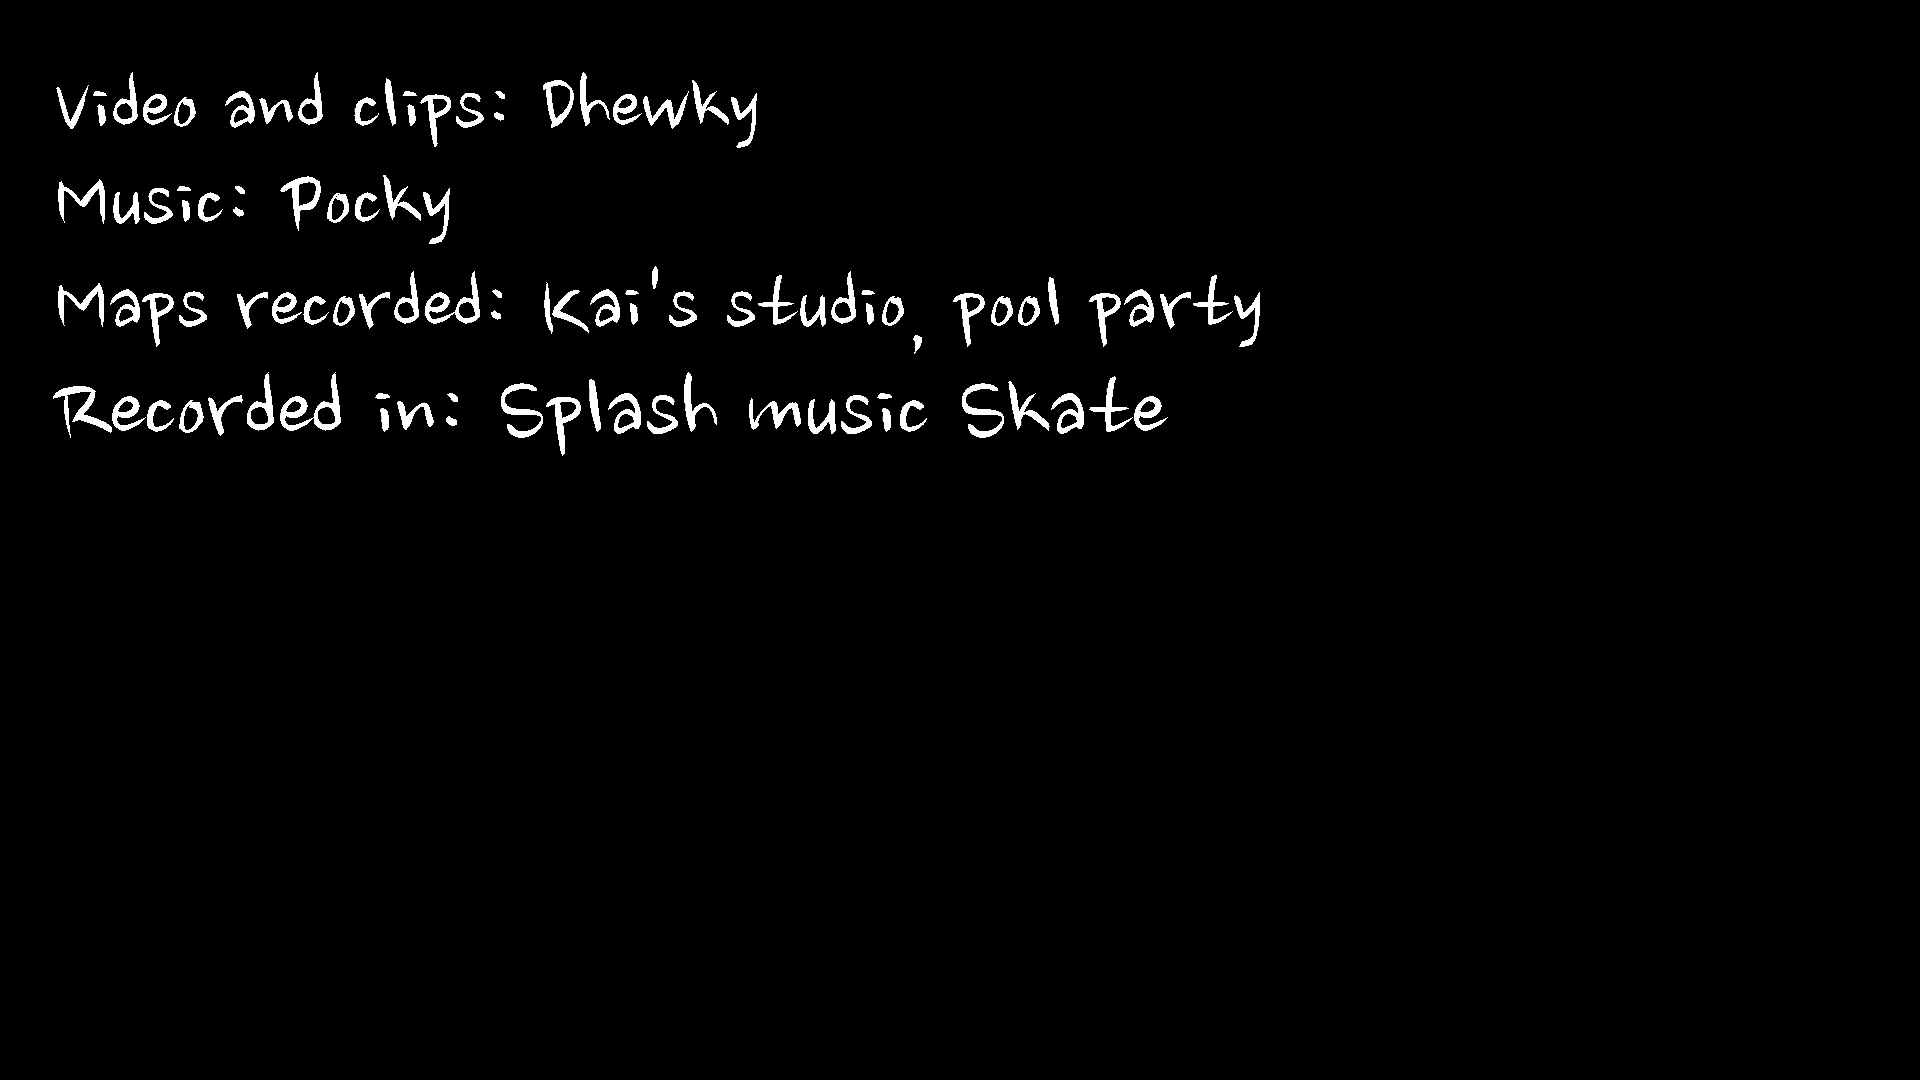 Video and clips: Dhewky
Music: Pocky
Maps recorded: Kai's studio, pool party
Recorded in: Splash music Skate